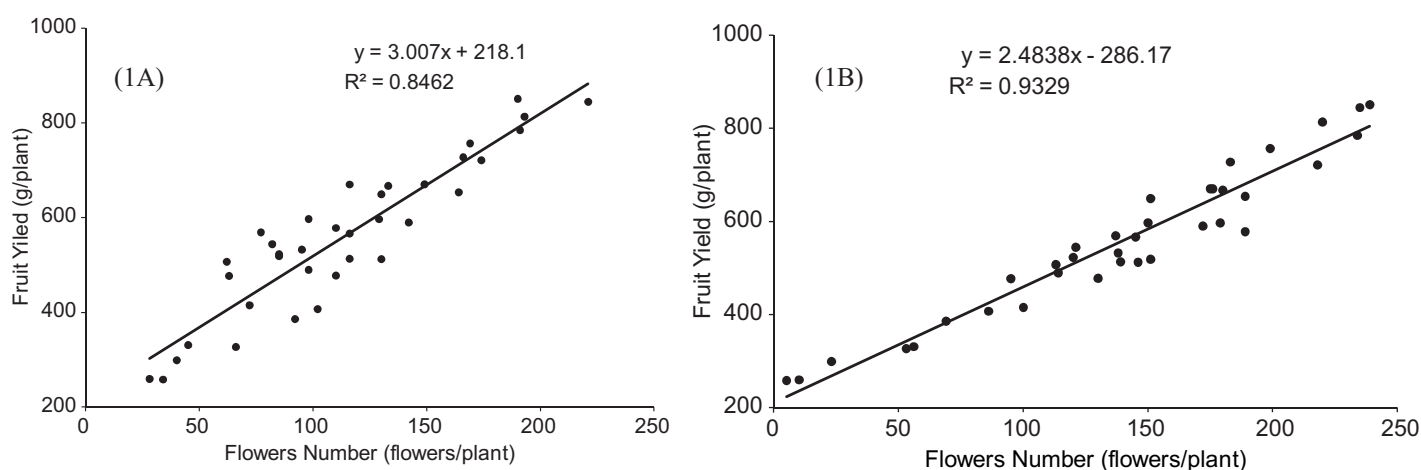 (1A)
y = 3.007x + 218.1
R² = 0.8462
Fruit Yiled (g/plant)
1000
800
600
400
200
0 50 100 150 200 250
Flowers Number (flowers/plant)
(1B)
y = 2.4838x - 286.17
R² = 0.9329
Fruit Yield (g/plant)
1000
800
600
400
200
0 50 100 150 200 250
Flowers Number (flowers/plant)